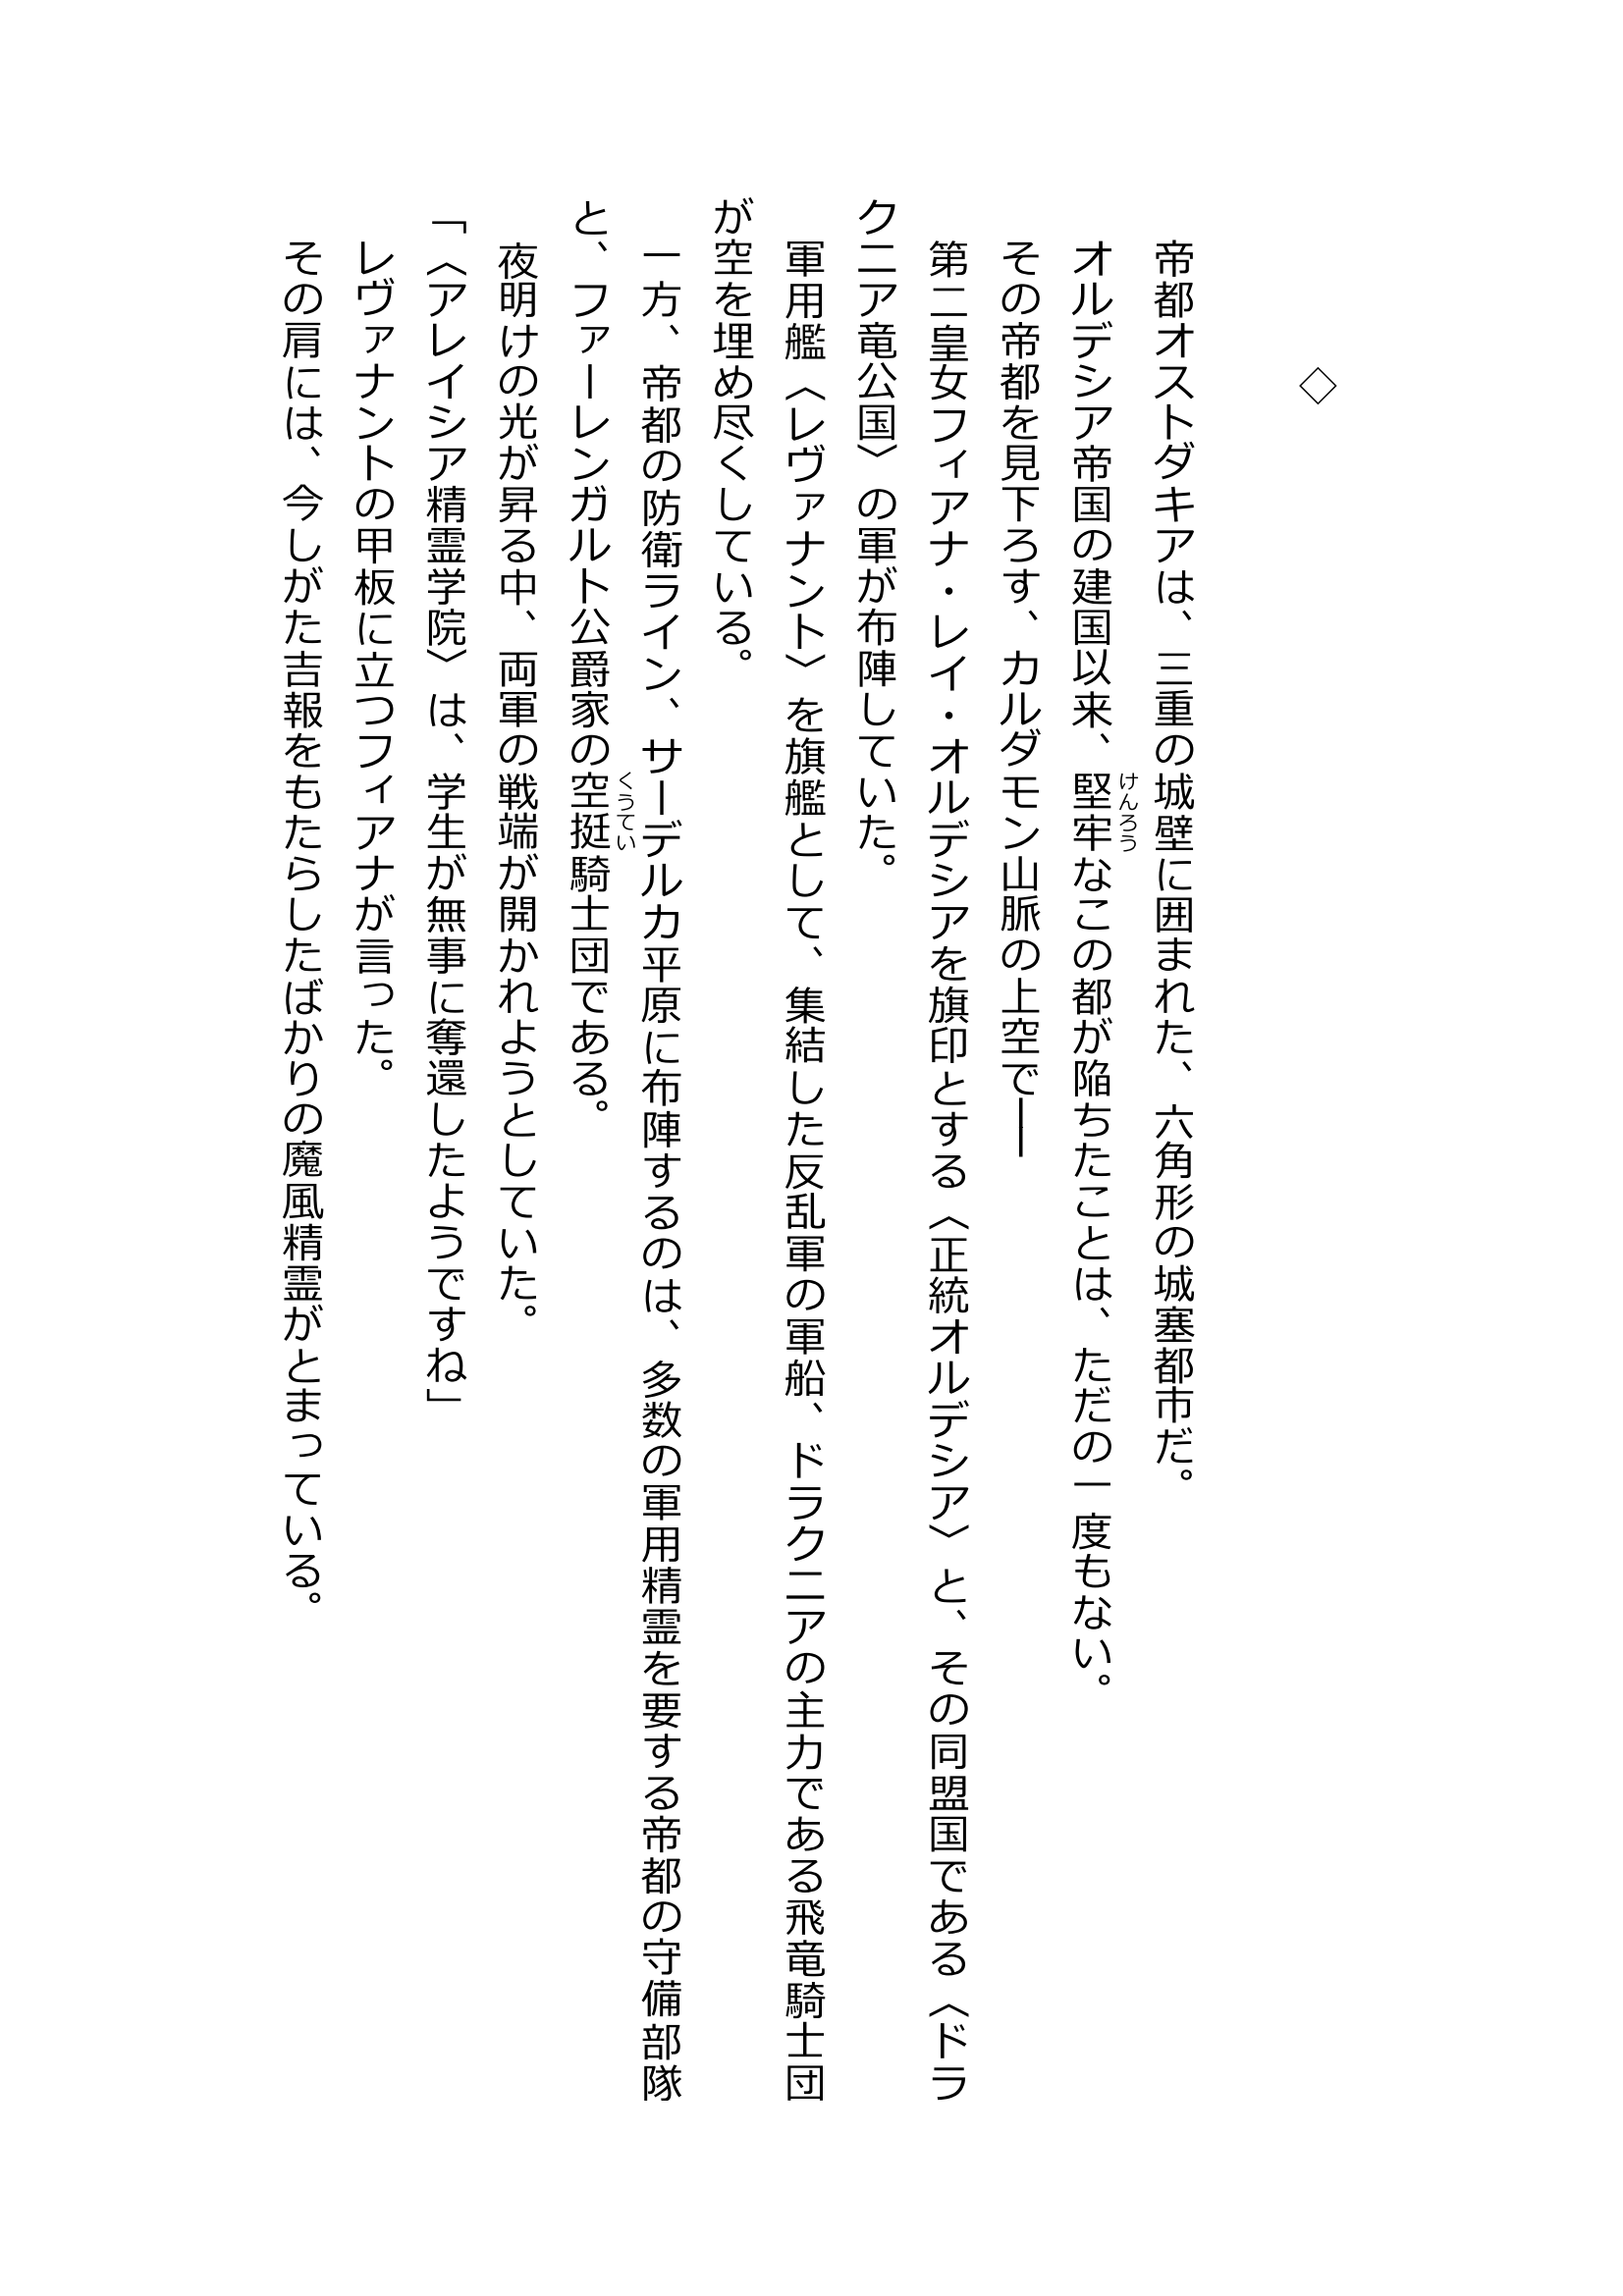 ◇
帝都オストダキアは、三重の城壁に囲まれた、六角形の城塞都市だ。
オルデシア帝国の建国以来、堅牢なこの都が陥ちたことは、ただの一度もない。
けんろう
その帝都を見下ろす、カルダモン山脈の上空で――
第二皇女フィアナ・レイ・オルデシアを旗印とする〈正統オルデシア〉と、その同盟国である〈ドラ
クニア竜公国〉の軍が布陣していた。
軍用艦〈レヴァナント〉を旗艦として、集結した反乱軍の軍船、ドラクニアの主力である飛竜騎士団
が空を埋め尽くしている。
一方、帝都の防衛ライン、サーデルカ平原に布陣するのは、多数の軍用精霊を要する帝都の守備部隊
と、ファーレンガルト公爵家の空挺騎士団である。
くうてい
夜明けの光が昇る中、両軍の戦端が開かれようとしていた。
「〈アレイシア精霊学院〉は、学生が無事に奪還したようですね」
レヴァナントの甲板に立つフィアナが言った。
その肩には、今しがた吉報をもたらしたばかりの魔風精霊がとまっている。